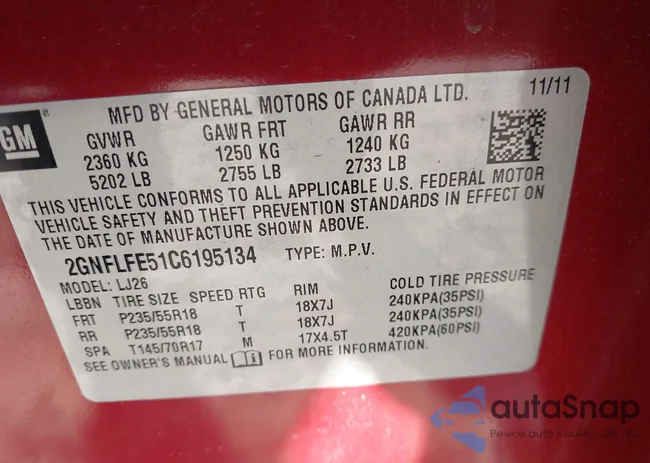 GM
MFD BY GENERAL MOTORS OF CANADA LTD. 11/11
GVWR GAWR FRT GAWR RR
2360 KG 1250 KG 1240 KG
5202 LB 2755 LB 2733 LB
THIS VEHICLE CONFORMS TO ALL APPLICABLE U.S. FEDERAL MOTOR
VEHICLE SAFETY AND THEFT PREVENTION STANDARDS IN EFFECT ON
THE DATE OF MANUFACTURE SHOWN ABOVE.
2GNFLFE51C6195134 TYPE: M.P.V.
MODEL: LJ26
LBBN TIRE SIZE SPEED RTG RIM COLD TIRE PRESSURE
FRT P235/55R18 T 18X7J 240KPA(35PSI)
RR P235/55R18 T 18X7J 240KPA(35PSI)
SPA T145/70R17 M 17X4.5T 420KPA(60PSI)
SEE OWNER'S MANUAL FOR MORE INFORMATION.
autaSnap
Pewne auta z aukcji